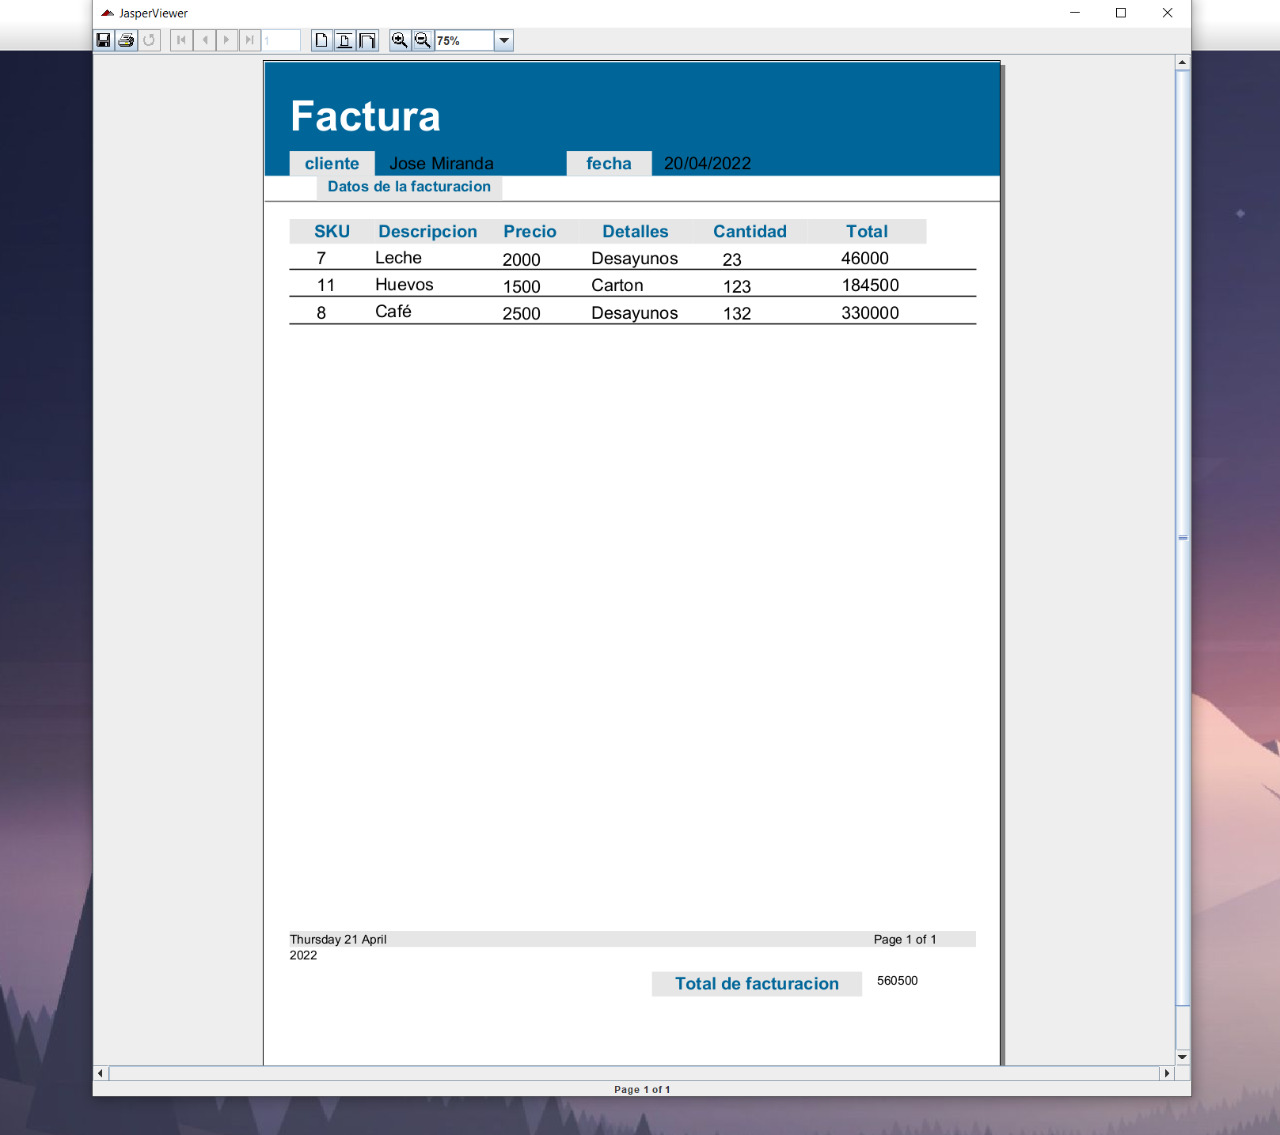 JasperViewer
1
75%
Factura
cliente Jose Miranda fecha 20/04/2022
Datos de la facturacion
SKU Descripcion Precio Detalles Cantidad Total
7 Leche 2000 Desayunos 23 46000
11 Huevos 1500 Carton 123 184500
8 Café 2500 Desayunos 132 330000
Thursday 21 April Page 1 of 1
2022
Total de facturacion 560500
Page 1 of 1